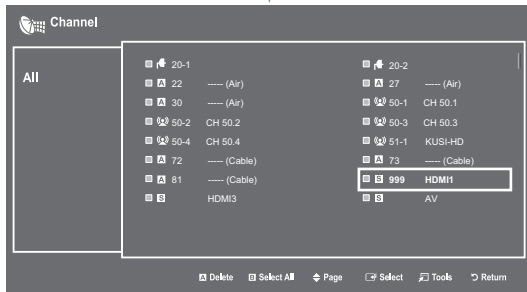 Channel
All
20-1 20-2
A 22 ----- (Air) A 27 ----- (Air)
A 30 ----- (Air) 50-1 CH 50.1
50-2 CH 50.2 50-3 CH 50.3
50-4 CH 50.4 51-1 KUSI-HD
A 72 ----- (Cable) A 73 ----- (Cable)
A 81 ----- (Cable) S 999 HDMI1
S HDMI3 S AV
A Delete B Select All Page Select Tools Return